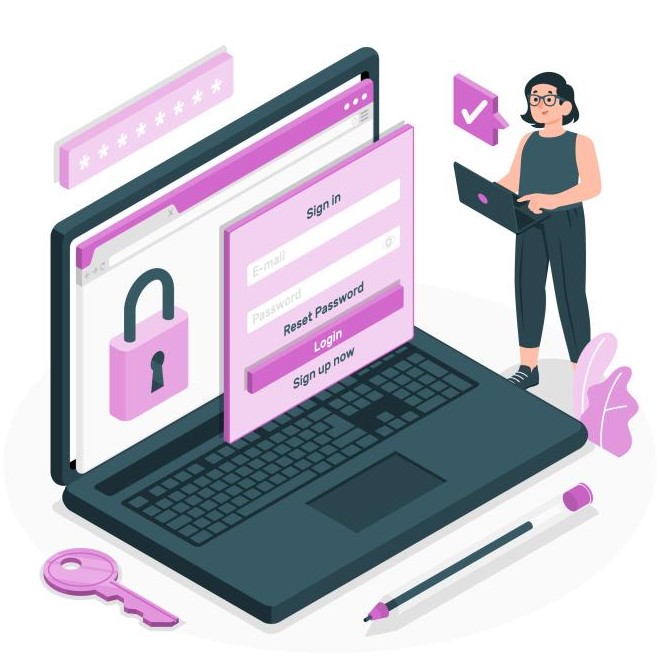 ********
Sign in
E-mail
Password
Reset Password
Login
Sign up now